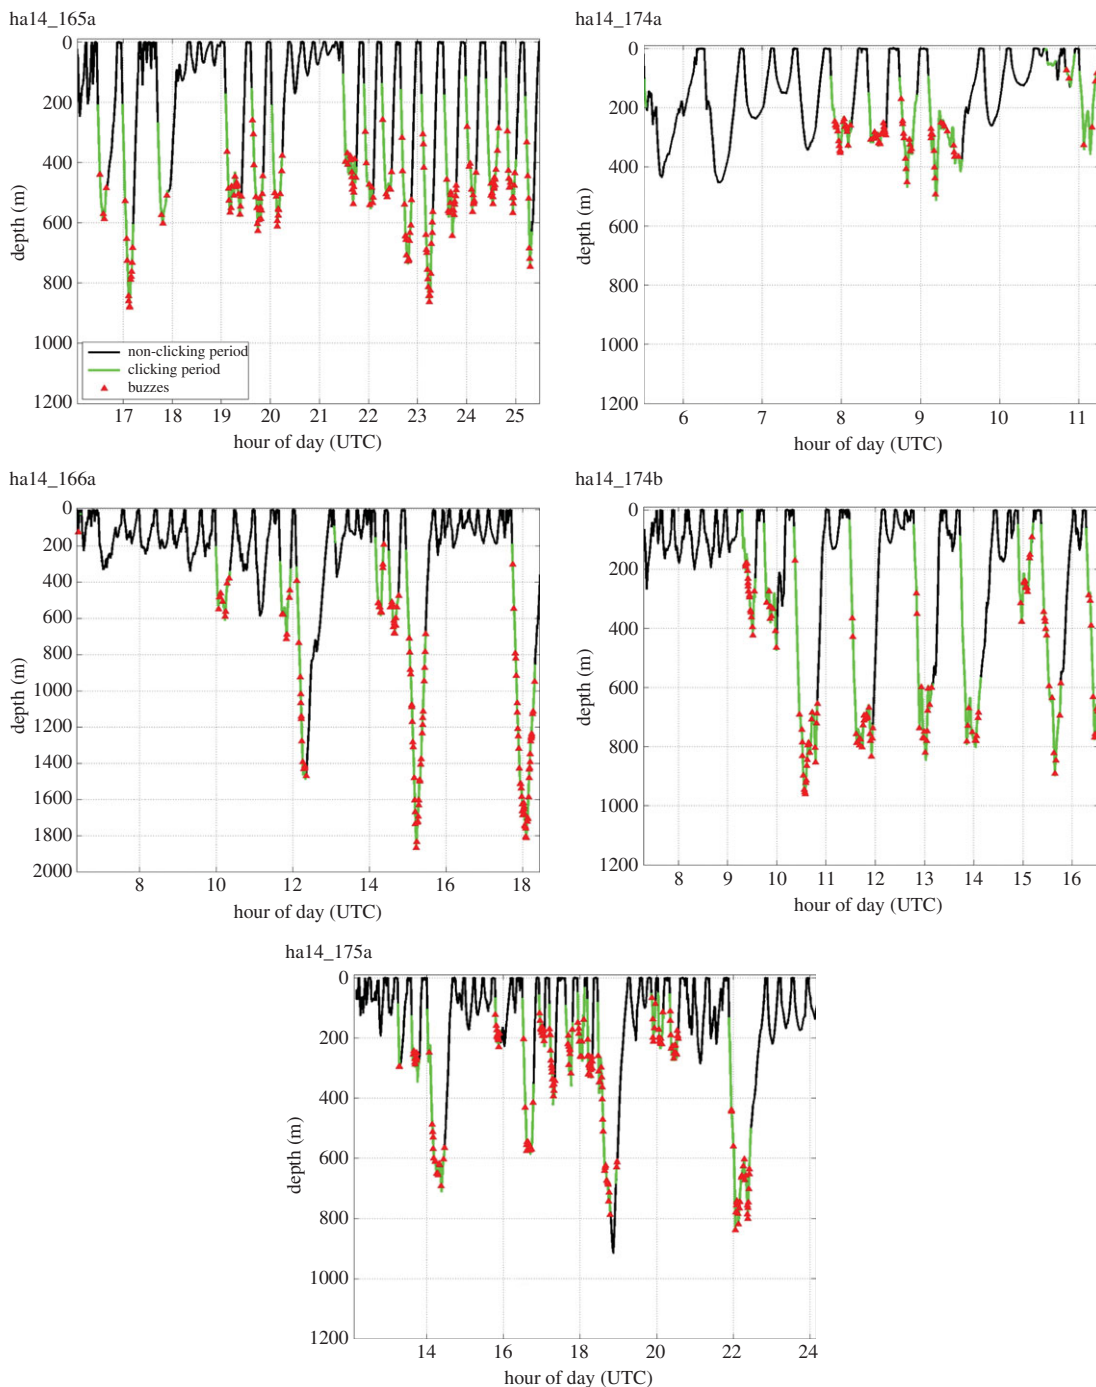 ha14_165a
0
200
400
600
800
1000
1200
depth (m)
non-clicking period
clicking period
buzzes
17 18 19 20 21 22 23 24 25
hour of day (UTC)
ha14_174a
0
200
400
600
800
1000
1200
depth (m)
6 7 8 9 10 11
hour of day (UTC)
ha14_166a
0
200
400
600
800
1000
1200
1400
1600
1800
2000
depth (m)
8 10 12 14 16 18
hour of day (UTC)
ha14_174b
0
200
400
600
800
1000
1200
depth (m)
8 9 10 11 12 13 14 15 16
hour of day (UTC)
ha14_175a
0
200
400
600
800
1000
1200
depth (m)
14 16 18 20 22 24
hour of day (UTC)